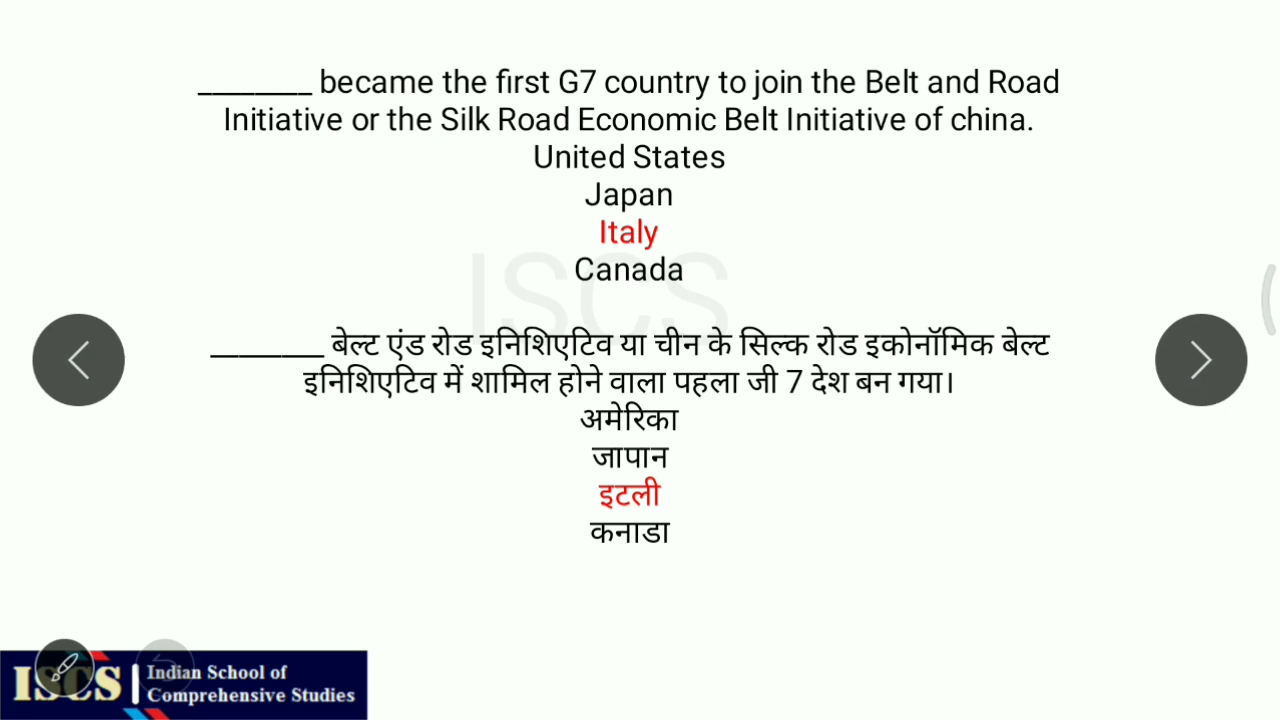 ________ became the first G7 country to join the Belt and Road
Initiative or the Silk Road Economic Belt Initiative of china.
United States
Japan
Italy
Canada
ISCS
________ बेल्ट एंड रोड इनिशिएटिव या चीन के सिल्क रोड इकोनॉमिक बेल्ट
इनिशिएटिव में शामिल होने वाला पहला जी 7 देश बन गया।
अमेरिका
जापान
इटली
कनाडा
ISCS
Indian School of
Comprehensive Studies